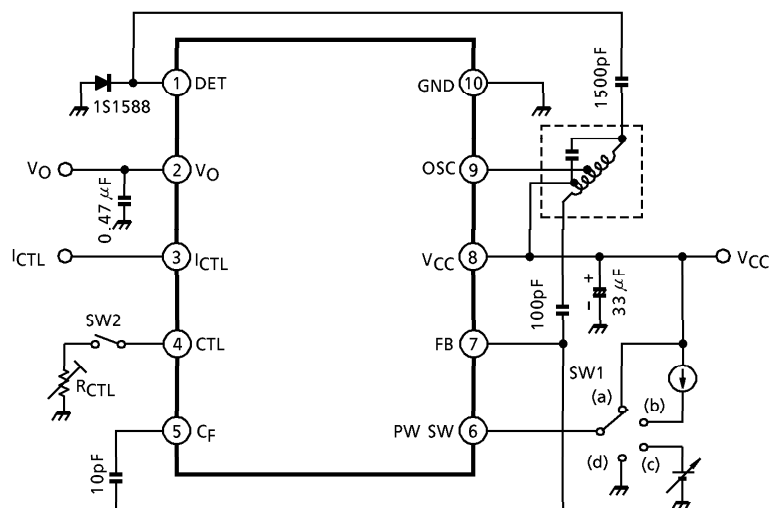 1 DET
1S1588
GND 10
1500pF
VO
2 VO
0.47 μF
OSC 9
ICTL
3 ICTL
VCC 8
VCC
+
-
33 μF
100pF
SW2
4 CTL
RCTL
FB 7
SW1
(a)
(b)
5 CF
PW SW 6
(d)
(c)
10pF